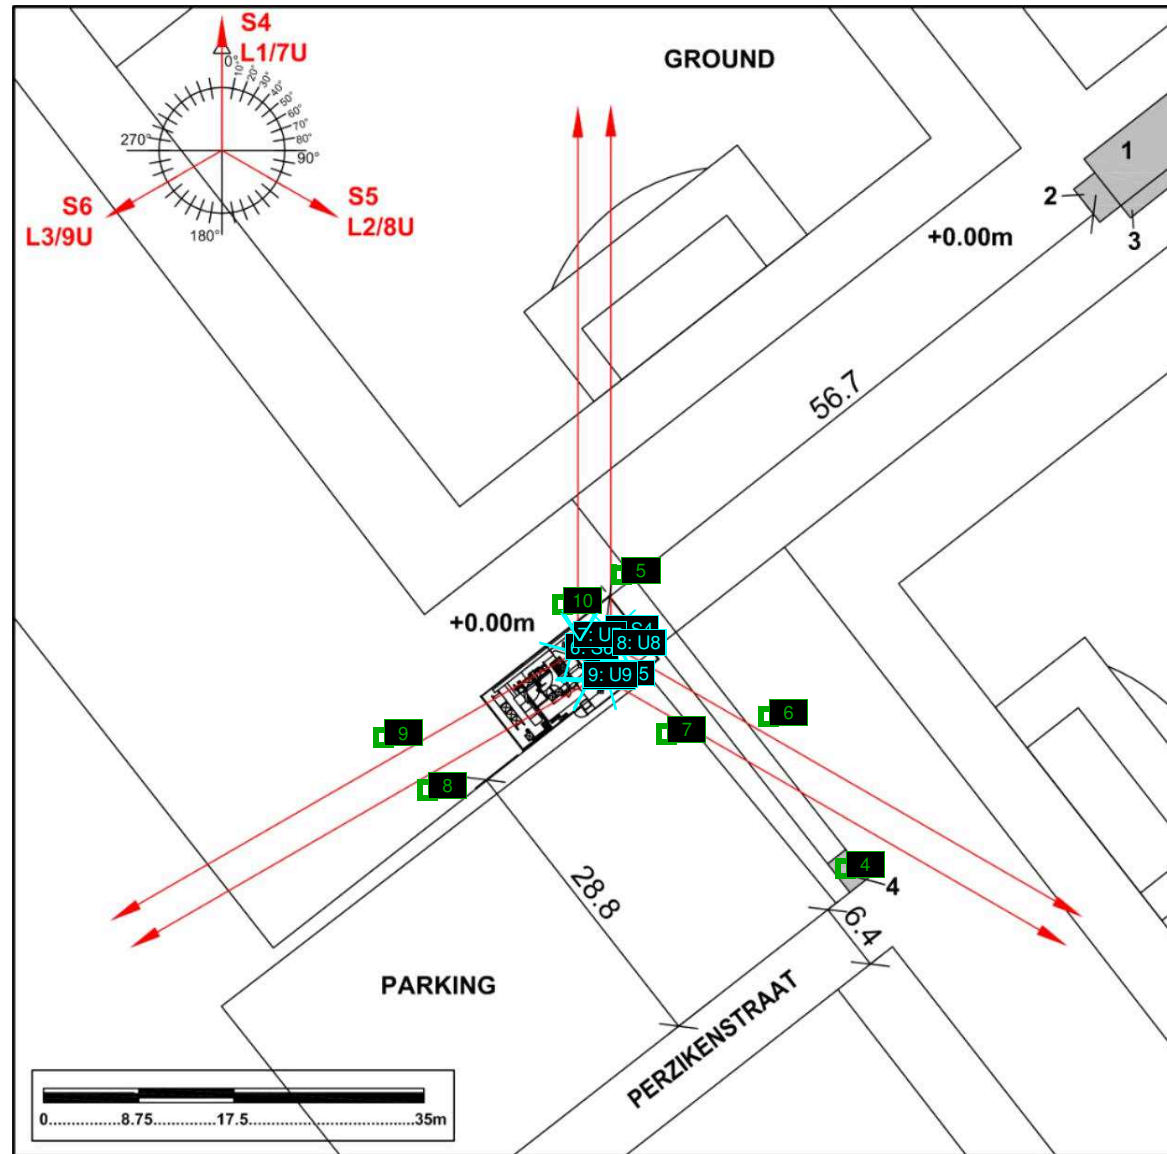 S4
L1/7U
0°
10°
20°
30°
40°
50°
60°
70°
80°
90°
180°
270°
S6
L3/9U
S5
L2/8U
GROUND
1
2
3
+0.00m
56.7
5
10
+0.00m
S4
8: U8
9: U9
6
7
9
8
4
4
28.8
6.4
PARKING
PERZIKENSTRAAT
0....................8.75..............17.5..................................35m